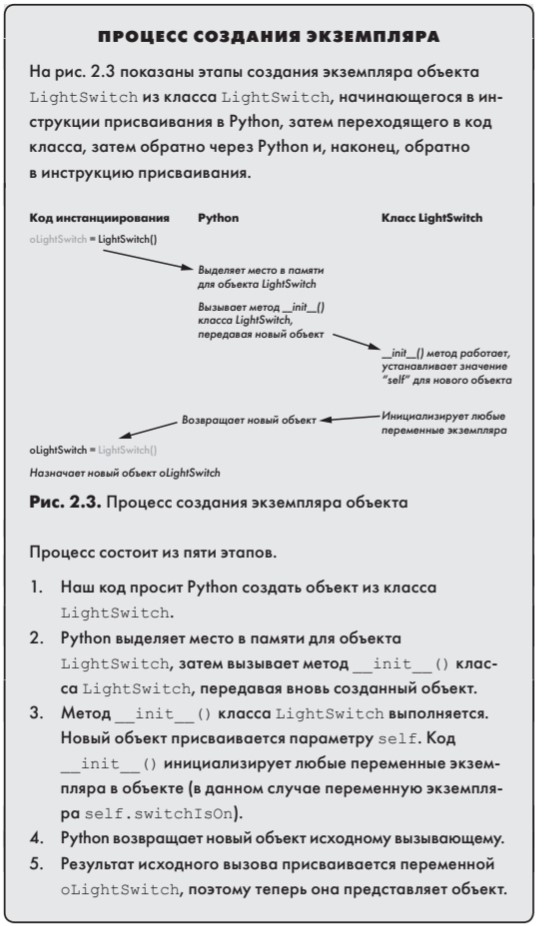 ПРОЦЕСС СОЗДАНИЯ ЭКЗЕМПЛЯРА
На рис. 2.3 показаны этапы создания экземпляра объекта
LightSwitch из класса LightSwitch, начинающегося в ин-
струкции присваивания в Python, затем переходящего в код
класса, затем обратно через Python и, наконец, обратно
в инструкцию присваивания.
Код инстанциирования
Python
Класс LightSwitch
oLightSwitch = LightSwitch()
Выделяет место в памяти
для объекта LightSwitch
Вызывает метод __init__()
класса LightSwitch,
передавая новый объект
__init__() метод работает,
устанавливает значение
"self" для нового объекта
Инициализирует любые
переменные экземпляра
Возвращает новый объект
oLightSwitch = LightSwitch()
Назначает новый объект oLightSwitch
Рис. 2.3. Процесс создания экземпляра объекта
Процесс состоит из пяти этапов.
1. Наш код просит Python создать объект из класса
LightSwitch.
2. Python выделяет место в памяти для объекта
LightSwitch, затем вызывает метод __init__() клас-
са LightSwitch, передавая вновь созданный объект.
3. Метод __init__() класса LightSwitch выполняется.
Новый объект присваивается параметру self. Код
__init__() инициализирует любые переменные экзем-
пляра в объекте (в данном случае переменную экземпля-
ра self.switchIsOn).
4. Python возвращает новый объект исходному вызывающему.
5. Результат исходного вызова присваивается переменной
oLightSwitch, поэтому теперь она представляет объект.